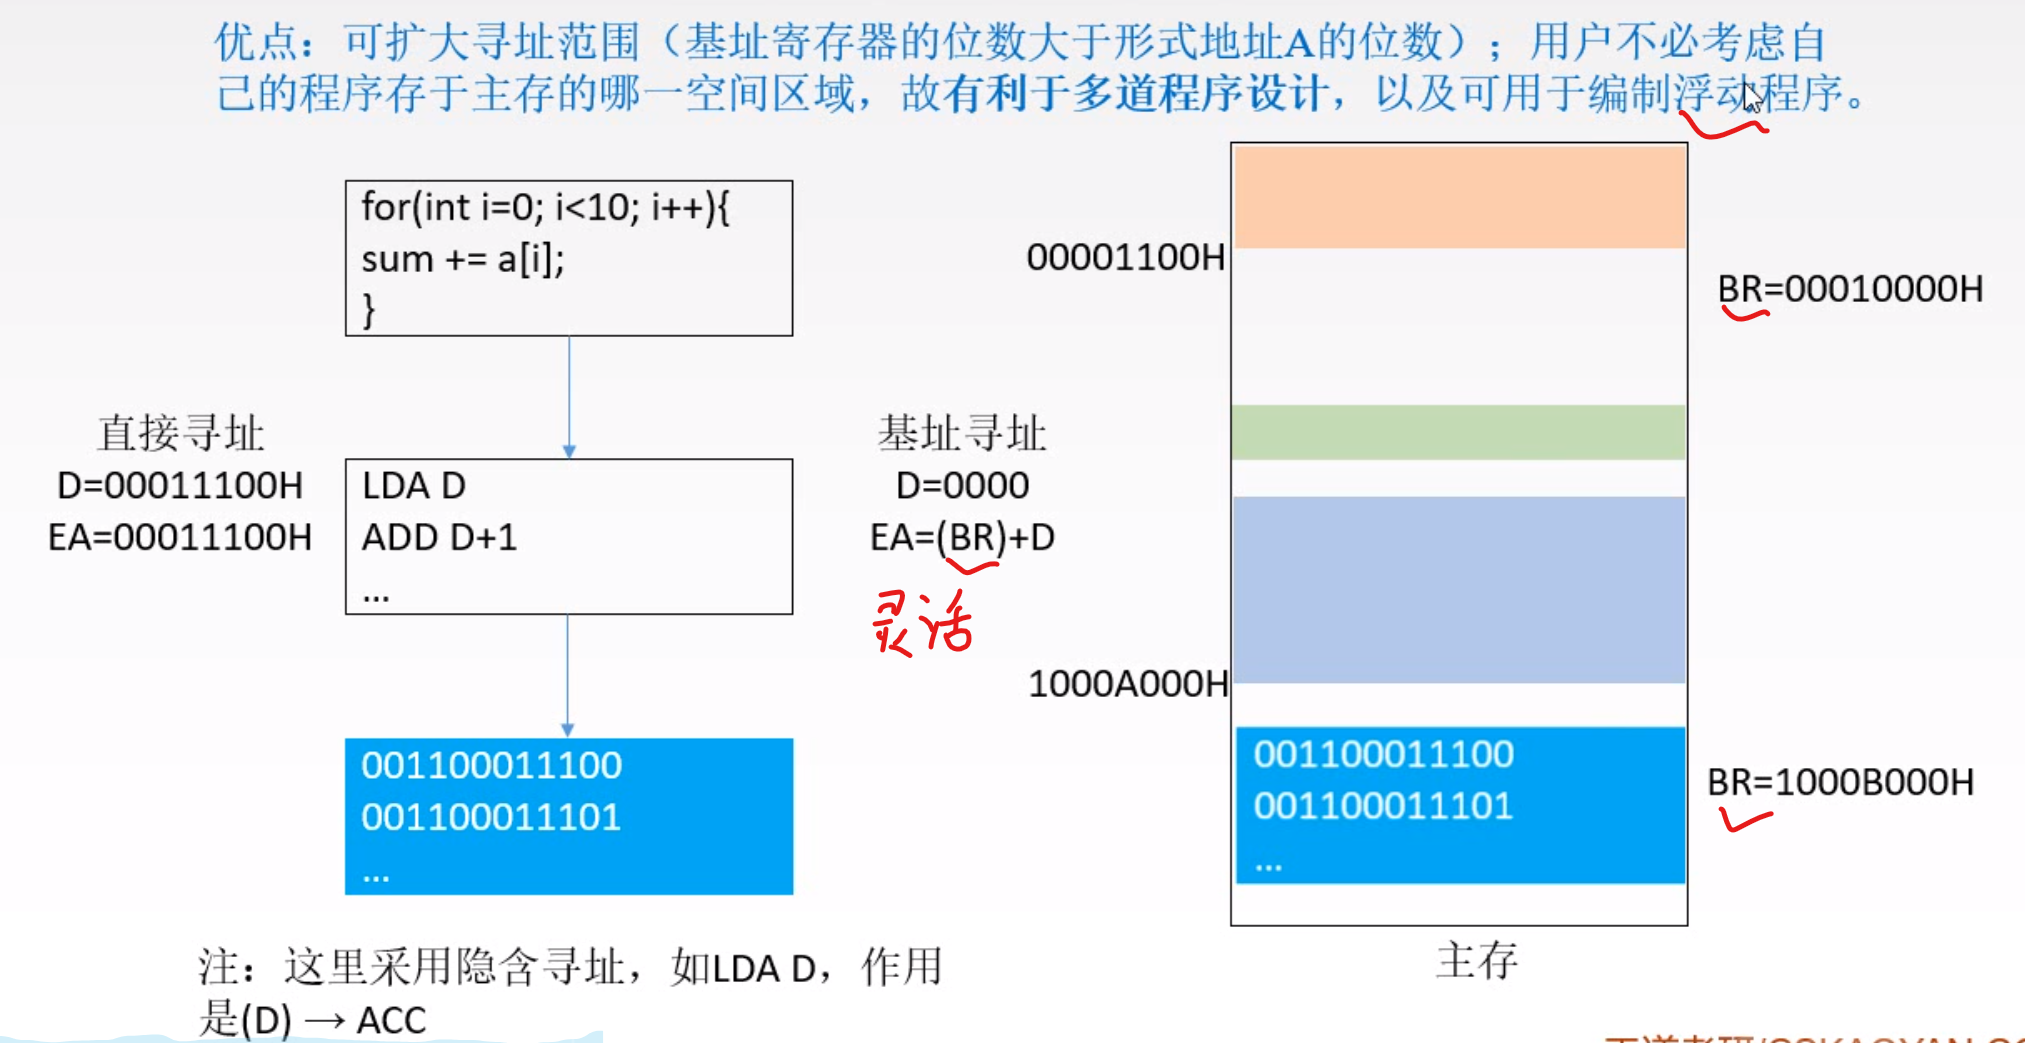 优点：可扩大寻址范围（基址寄存器的位数大于形式地址A的位数）；用户不必考虑自
己的程序存于主存的哪一空间区域，故有利于多道程序设计，以及可用于编制浮动程序。
for(int i=0; i<10; i++){
sum += a[i];
}
直接寻址
D=00011100H
EA=00011100H
LDA D
ADD D+1
...
基址寻址
D=0000
EA=(BR)+D
灵活
001100011100
001100011101
...
注：这里采用隐含寻址，如LDA D，作用
是(D) → ACC
00001100H
BR=00010000H
1000A000H
001100011100
001100011101
...
BR=1000B000H
主存